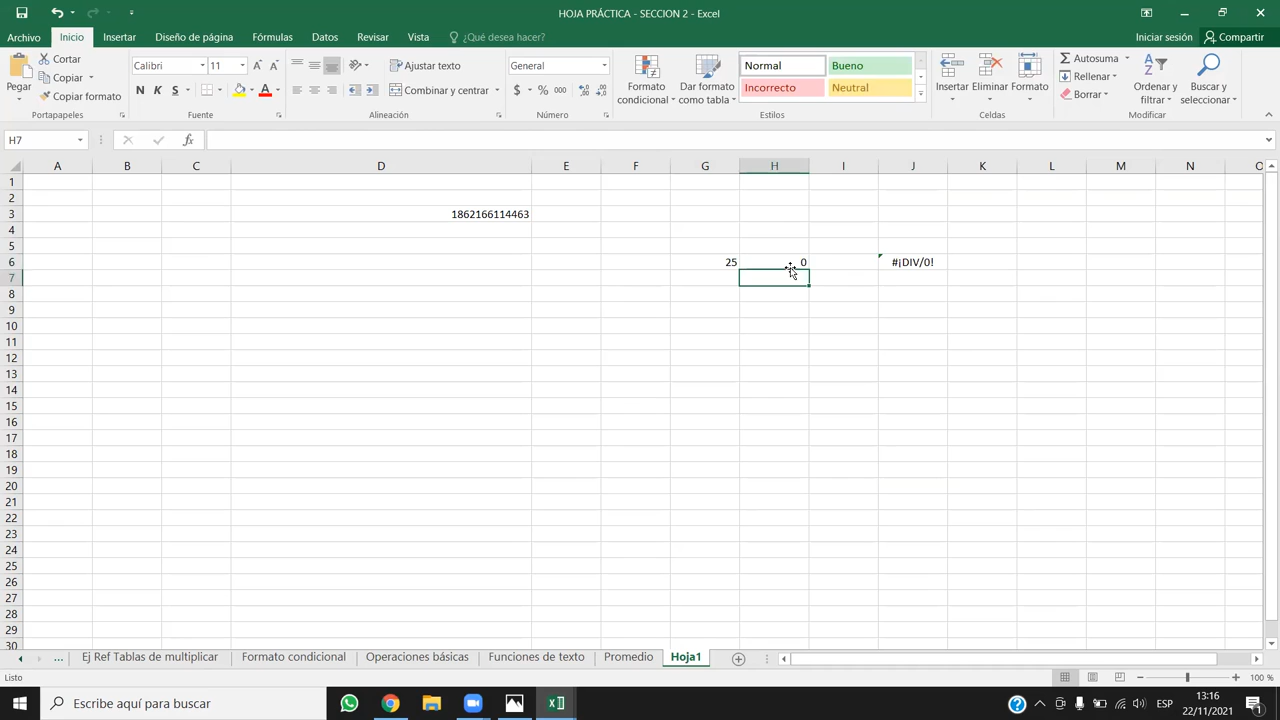 HOJA PRÁCTICA - SECCION 2 - Excel
Archivo Inicio Insertar Diseño de página Fórmulas Datos Revisar Vista ¿Qué desea hacer? Iniciar sesión Compartir
Pegar
Cortar
Copiar
Copiar formato
Portapapeles
Calibri 11
N K S
Fuente
Ajustar texto
Combinar y centrar
Alineación
General
$ % 000
Número
Formato condicional
Dar formato como tabla
Normal Bueno
Incorrecto Neutral
Estilos
Insertar Eliminar Formato
Celdas
Autosuma
Rellenar
Borrar
Ordenar y filtrar
Buscar y seleccionar
Modificar
H7 fx
A B C D E F G H I J K L M N O
1
2
3 1862166114463
4
5
6 25 0 #¡DIV/0!
7
8
9
10
11
12
13
14
15
16
17
18
19
20
21
22
23
24
25
26
27
28
29
30
... Ej Ref Tablas de multiplicar Formato condicional Operaciones básicas Funciones de texto Promedio Hoja1
Listo 100 %
Escribe aquí para buscar ESP 13:16
22/11/2021